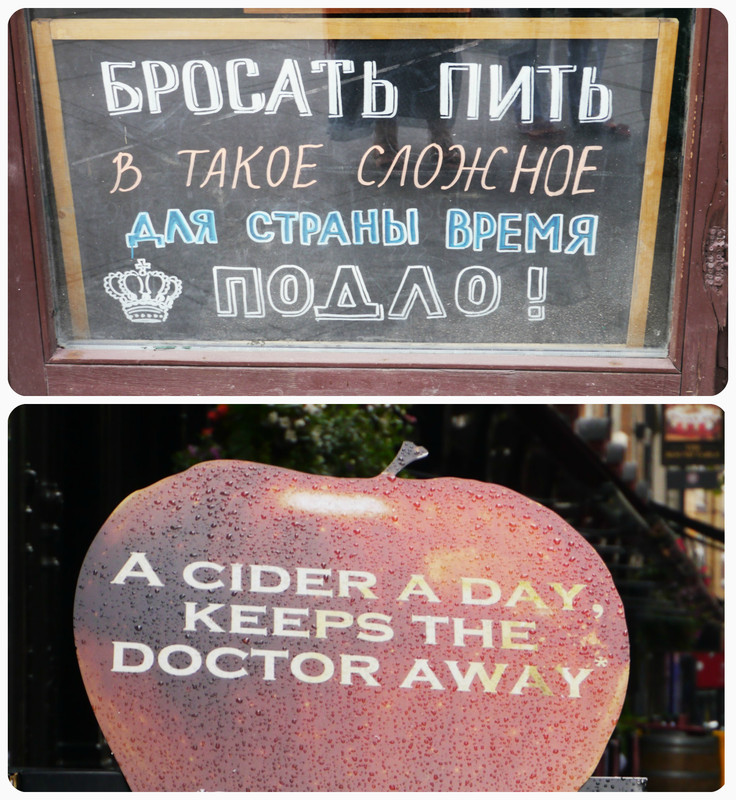 БРОСАТЬ ПИТЬ
В ТАКОЕ СЛОЖНОЕ
ДЛЯ СТРАНЫ ВРЕМЯ
ПОДЛО!
A CIDER A DAY,
KEEPS THE
DOCTOR AWAY*